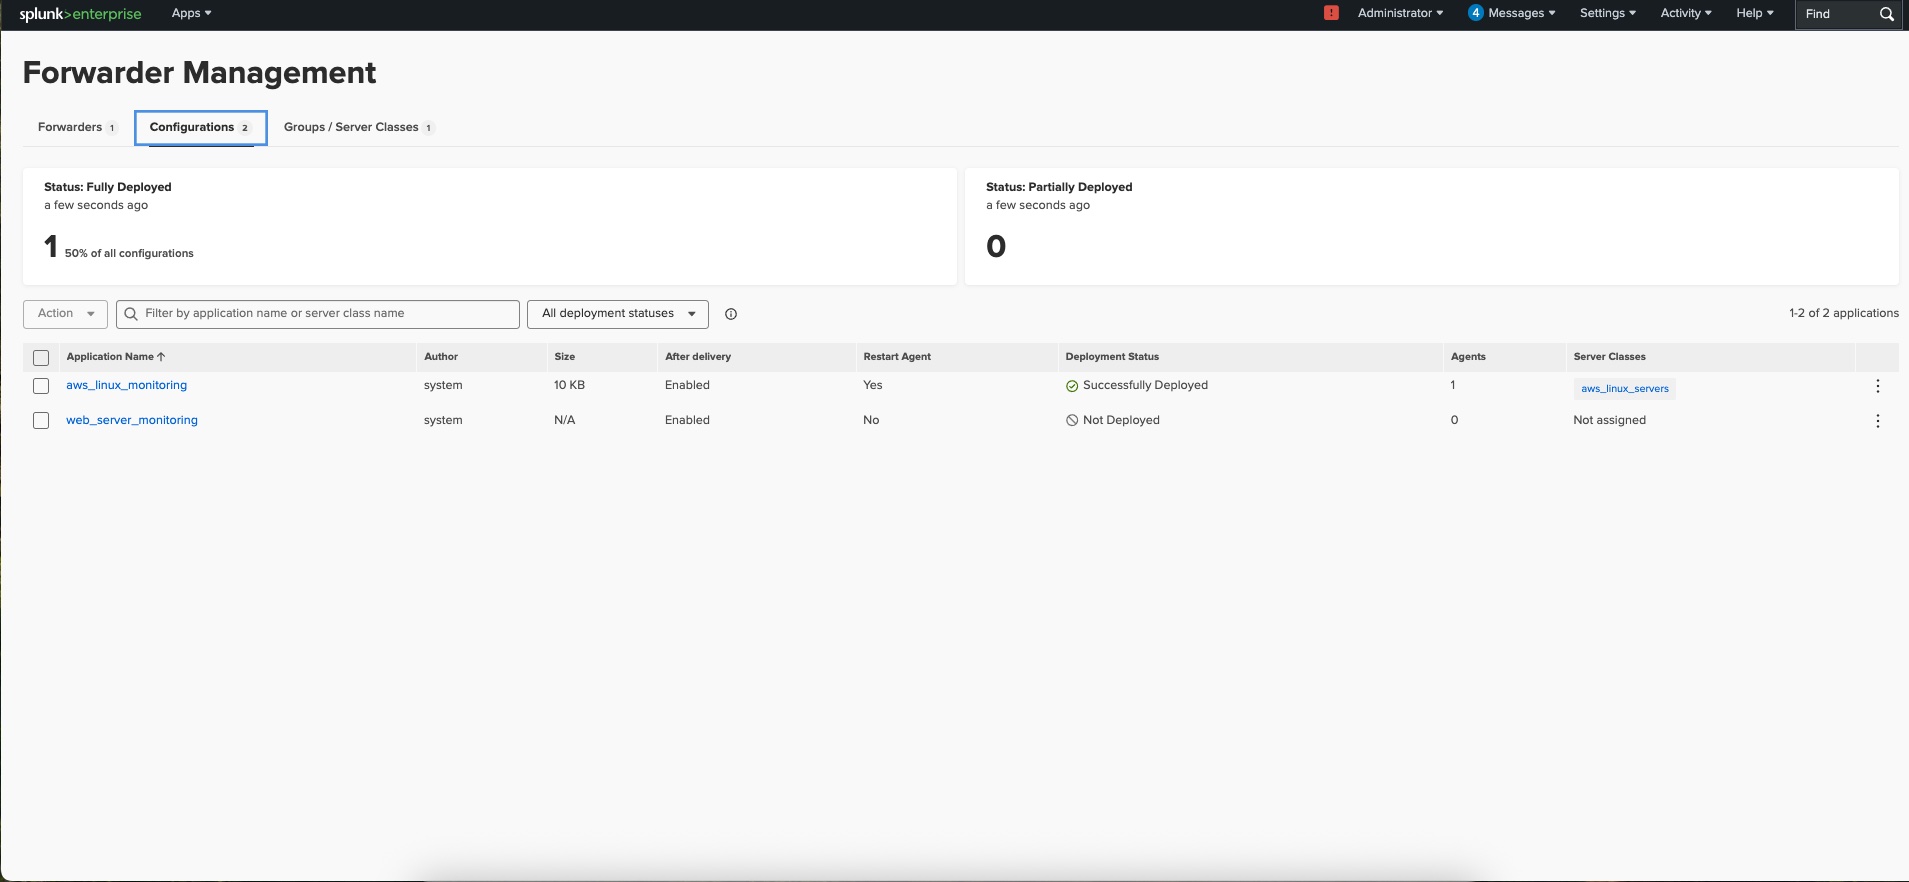 splunk>enterprise Apps ! Administrator 4 Messages Settings Activity Help Find
Forwarder Management
Forwarders 1 Configurations 2 Groups / Server Classes 1
Status: Fully Deployed
a few seconds ago
1 50% of all configurations
Status: Partially Deployed
a few seconds ago
0
Action Filter by application name or server class name All deployment statuses 1-2 of 2 applications
Application Name Author Size After delivery Restart Agent Deployment Status Agents Server Classes
aws_linux_monitoring system 10 KB Enabled Yes Successfully Deployed 1 aws_linux_servers
web_server_monitoring system N/A Enabled No Not Deployed 0 Not assigned